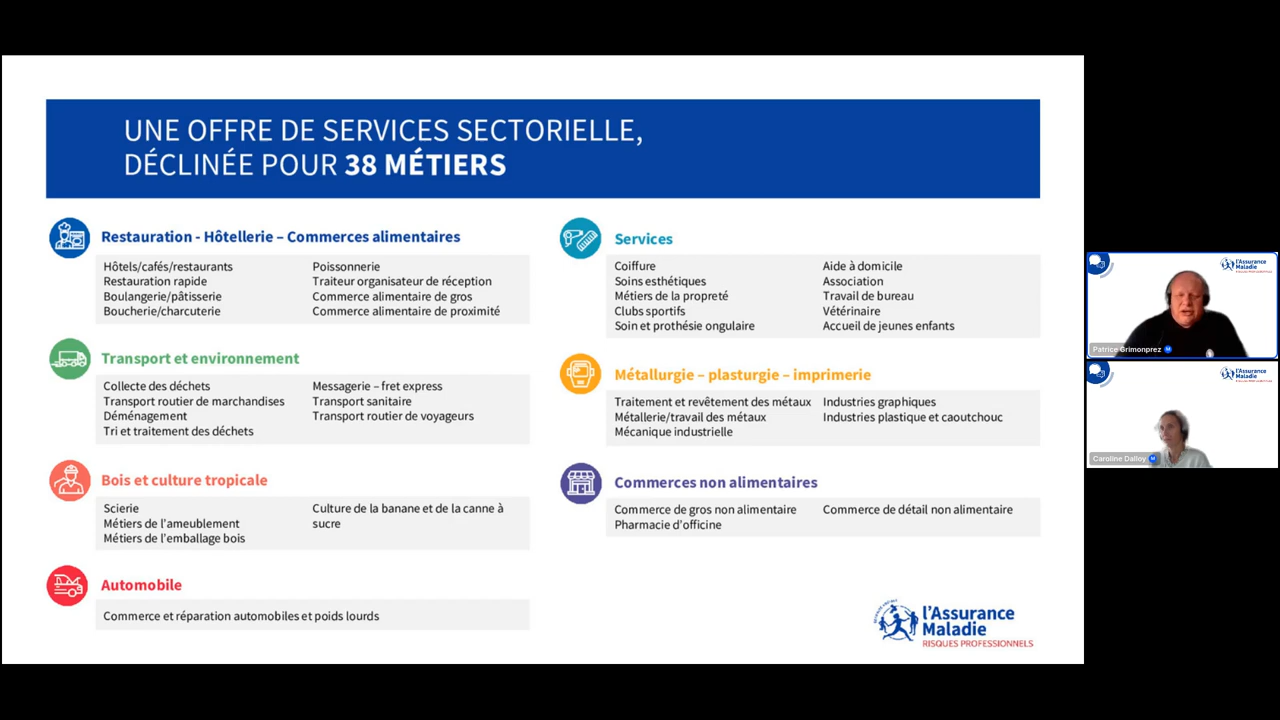 UNE OFFRE DE SERVICES SECTORIELLE,
DÉCLINÉE POUR 38 MÉTIERS
Restauration - Hôtellerie – Commerces alimentaires
Hôtels/cafés/restaurants
Restauration rapide
Boulangerie/pâtisserie
Boucherie/charcuterie
Poissonnerie
Traiteur organisateur de réception
Commerce alimentaire de gros
Commerce alimentaire de proximité
Transport et environnement
Collecte des déchets
Transport routier de marchandises
Déménagement
Tri et traitement des déchets
Messagerie – fret express
Transport sanitaire
Transport routier de voyageurs
Bois et culture tropicale
Scierie
Métiers de l'ameublement
Métiers de l'emballage bois
Culture de la banane et de la canne à
sucre
Automobile
Commerce et réparation automobiles et poids lourds
Services
Coiffure
Soins esthétiques
Métiers de la propreté
Clubs sportifs
Soin et prothésie ongulaire
Aide à domicile
Association
Travail de bureau
Vétérinaire
Accueil de jeunes enfants
Métallurgie – plasturgie – imprimerie
Traitement et revêtement des métaux
Métallerie/travail des métaux
Mécanique industrielle
Industries graphiques
Industries plastique et caoutchouc
Commerces non alimentaires
Commerce de gros non alimentaire
Pharmacie d'officine
Commerce de détail non alimentaire
l'Assurance
Maladie
RISQUES PROFESSIONNELS
l'Assurance
Maladie
Patrice Grimonprez
l'Assurance
Maladie
Caroline Dalloy